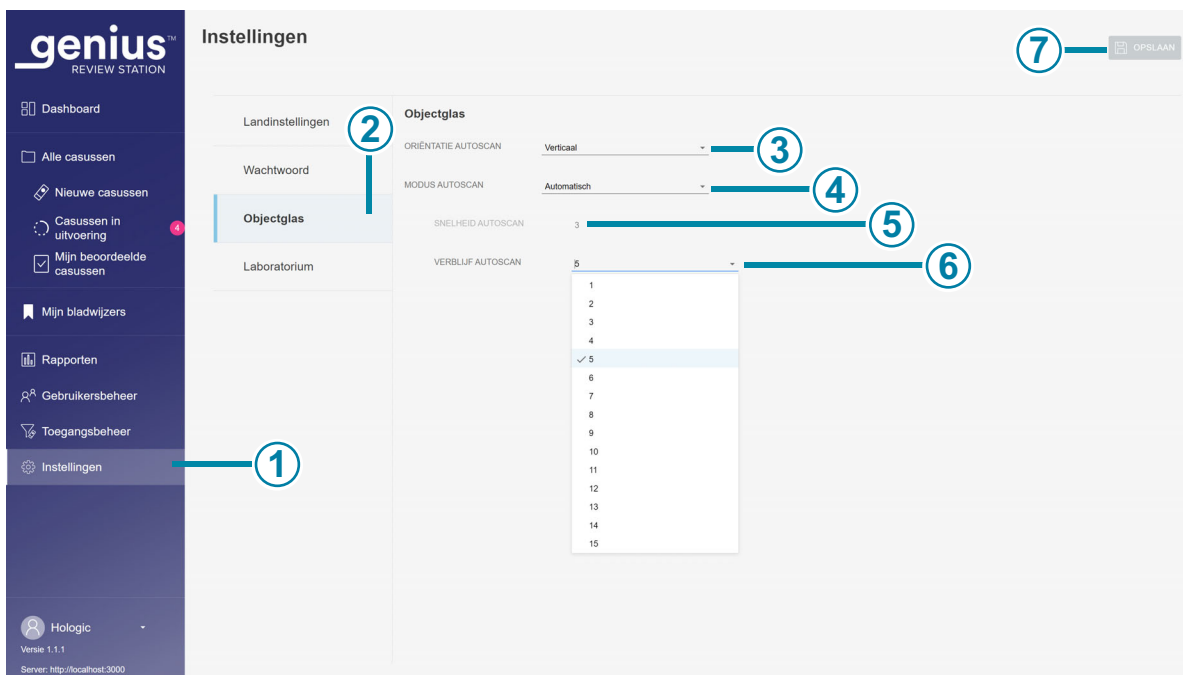 genius™
REVIEW STATION
Dashboard
Alle casussen
Nieuwe casussen
Casussen in
uitvoering
4
Mijn beoordeelde
casussen
Mijn bladwijzers
Rapporten
Gebruikersbeheer
Toegangsbeheer
Instellingen
Hologic
Versie 1.1.1
Server: http://localhost:3000
1
Instellingen
7
OPSLAAN
Landinstellingen
Wachtwoord
Objectglas
Laboratorium
2
Objectglas
ORIËNTATIE AUTOSCAN
Verticaal
3
MODUS AUTOSCAN
Automatisch
4
SNELHEID AUTOSCAN
3
5
VERBLIJF AUTOSCAN
5
6
1
2
3
4
5
6
7
8
9
10
11
12
13
14
15